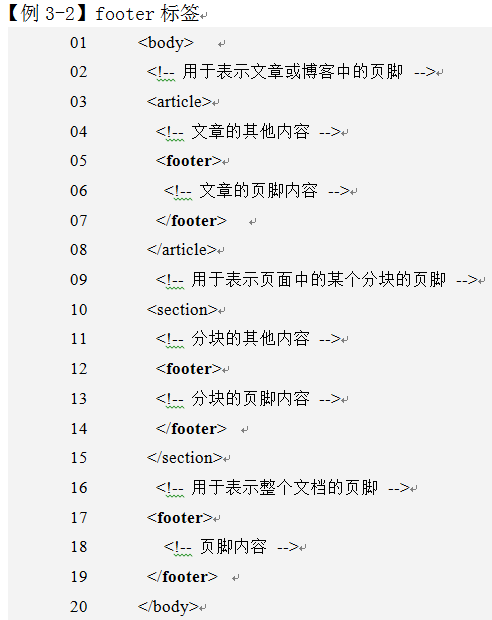 【例 3-2】footer 标签
01 <body>
02 <!-- 用于表示文章或博客中的页脚 -->
03 <article>
04 <!-- 文章的其他内容 -->
05 <footer>
06 <!-- 文章的页脚内容 -->
07 </footer>
08 </article>
09 <!-- 用于表示页面中的某个分块的页脚 -->
10 <section>
11 <!-- 分块的其他内容 -->
12 <footer>
13 <!-- 分块的页脚内容 -->
14 </footer>
15 </section>
16 <!-- 用于表示整个文档的页脚 -->
17 <footer>
18 <!-- 页脚内容 -->
19 </footer>
20 </body>